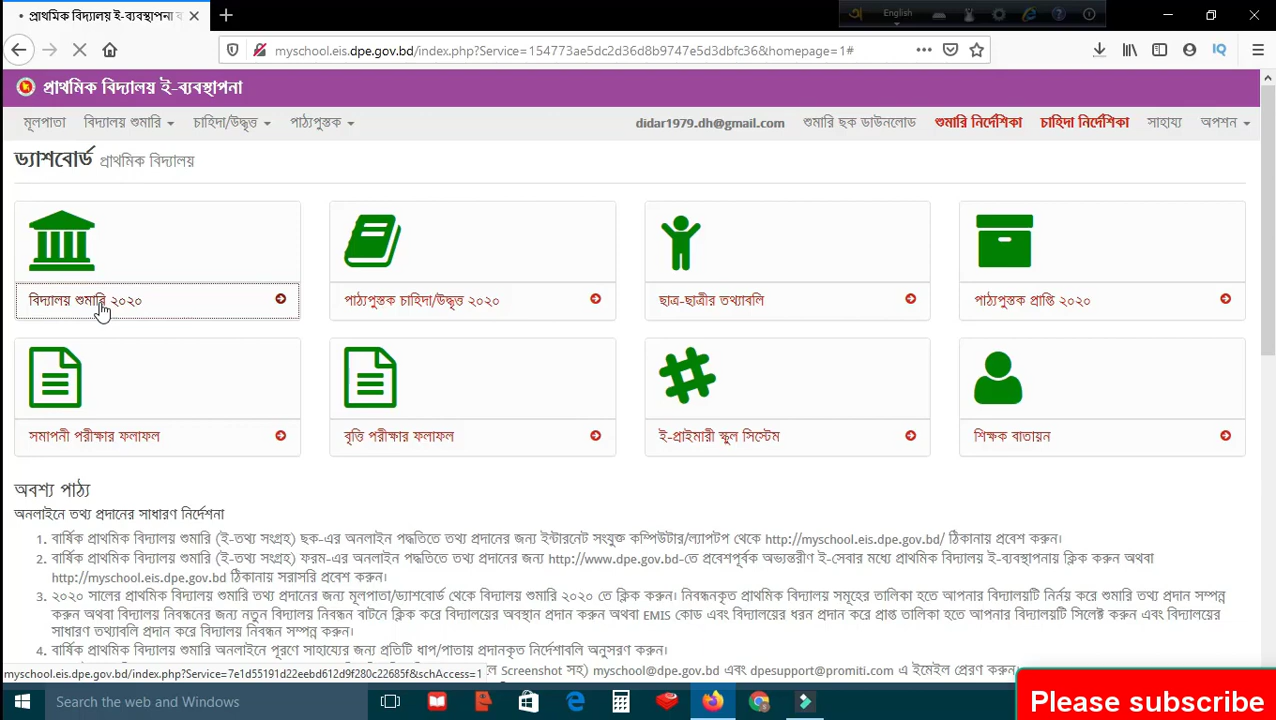 প্রাথমিক বিদ্যালয় ই-ব্যবস্থাপনা ব
English
myschool.eis.dpe.gov.bd/index.php?Service=154773ae5dc2d36d8b9747e5d3dbfc36&homepage=1#
প্রাথমিক বিদ্যালয় ই-ব্যবস্থাপনা
মূলপাতা বিদ্যালয় শুমারি চাহিদা/উদ্ধৃত্ত পাঠ্যপুস্তক didar1979.dh@gmail.com শুমারি ছক ডাউনলোড শুমারি নির্দেশিকা চাহিদা নির্দেশিকা সাহায্য অপশন
ড্যাশবোর্ড প্রাথমিক বিদ্যালয়
বিদ্যালয় শুমারি ২০২০ পাঠ্যপুস্তক চাহিদা/উদ্ধৃত্ত ২০২০ ছাত্র-ছাত্রীর তথ্যাবলি পাঠ্যপুস্তক প্রাপ্তি ২০২০
সমাপনী পরীক্ষার ফলাফল বৃত্তি পরীক্ষার ফলাফল ই-প্রাইমারী স্কুল সিস্টেম শিক্ষক বাতায়ন
অবশ্য পাঠ্য
অনলাইনে তথ্য প্রদানের সাধারণ নির্দেশনা
1. বার্ষিক প্রাথমিক বিদ্যালয় শুমারি (ই-তথ্য সংগ্রহ) ছক-এর অনলাইন পদ্ধতিতে তথ্য প্রদানের জন্য ইন্টারনেট সংযুক্ত কম্পিউটার/ল্যাপটপ থেকে http://myschool.eis.dpe.gov.bd/ ঠিকানায় প্রবেশ করুন।
2. বার্ষিক প্রাথমিক বিদ্যালয় শুমারি (ই-তথ্য সংগ্রহ) ফরম-এর অনলাইন পদ্ধতিতে তথ্য প্রদানের জন্য http://www.dpe.gov.bd-তে প্রবেশপূর্বক অভ্যন্তরীণ ই-সেবার মধ্যে প্রাথমিক বিদ্যালয় ই-ব্যবস্থাপনায় ক্লিক করুন অথবা
http://myschool.eis.dpe.gov.bd ঠিকানায় সরাসরি প্রবেশ করুন।
3. ২০২০ সালের প্রাথমিক বিদ্যালয় শুমারি তথ্য প্রদানের জন্য মূলপাতা/ড্যাশবোর্ড থেকে বিদ্যালয় শুমারি ২০২০ তে ক্লিক করুন। নিবন্ধনকৃত প্রাথমিক বিদ্যালয় সমূহের তালিকা হতে আপনার বিদ্যালয়টি নির্ণয় করে শুমারি তথ্য সম্পন্ন
করুন অথবা বিদ্যালয় নিবন্ধনের জন্য নতুন বিদ্যালয় নিবন্ধন বাটনে ক্লিক করে বিদ্যালয়ের অবস্থান প্রদান করুন অথবা EMIS কোড এবং বিদ্যালয়ের ধরন প্রদান করে প্রাপ্ত তালিকা হতে আপনার বিদ্যালয়টি সিলেক্ট করুন এবং বিদ্যালয়ের
সাধারণ তথ্যাবলি প্রদান করে বিদ্যালয় নিবন্ধন সম্পন্ন করুন।
4. বার্ষিক প্রাথমিক বিদ্যালয় শুমারি অনলাইনে পূরণে সাহায্যের জন্য প্রতিটি ধাপ/পাতায় প্রদানকৃত নির্দেশাবলি অনুসরণ করুন।
লে Screenshot সহ) myschool@dpe.gov.bd এবং dpesupport@promiti.com এ ইমেইল প্রেরণ করুন।
myschool.eis.dpe.gov.bd/index.php?Service=7e1d55191d22eebd612d9f280c22685f&schAccess=1
Search the web and Windows
Please subscribe